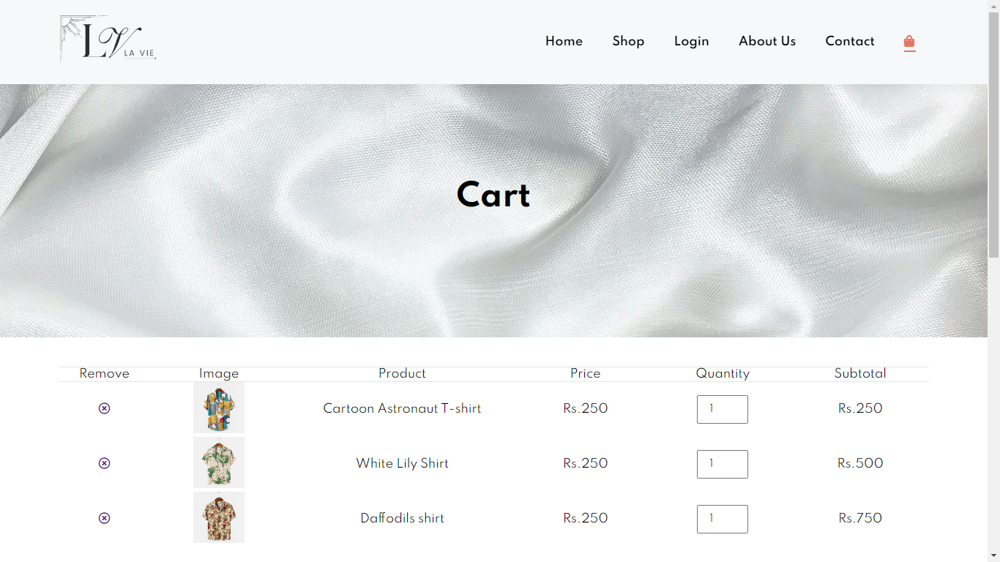 LV LA VIE
Home Shop Login About Us Contact
Cart
Remove Image Product Price Quantity Subtotal
Cartoon Astronaut T-shirt Rs.250 1 Rs.250
White Lily Shirt Rs.250 1 Rs.500
Daffodils shirt Rs.250 1 Rs.750